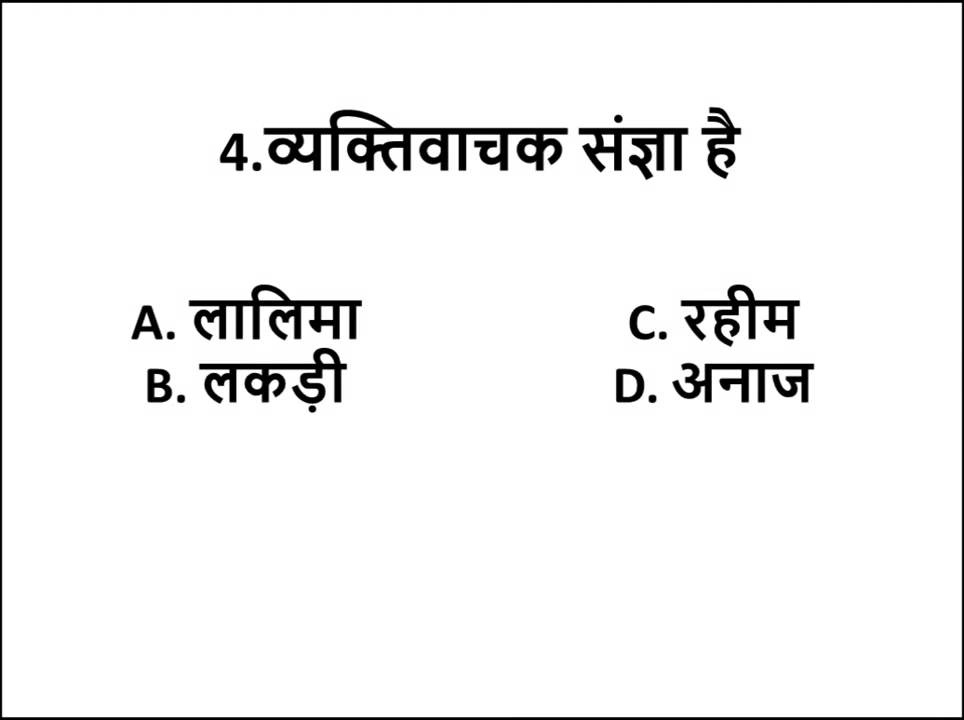 4.व्यक्तिवाचक संज्ञा है
A. लालिमा
B. लकड़ी
C. रहीम
D. अनाज